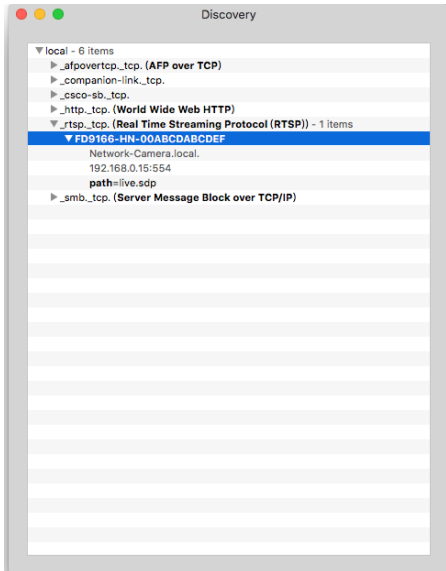 Discovery
local - 6 items
_afpovertcp._tcp. (AFP over TCP)
_companion-link._tcp.
_csco-sb._tcp.
_http._tcp. (World Wide Web HTTP)
_rtsp._tcp. (Real Time Streaming Protocol (RTSP)) - 1 items
FD9166-HN-00ABCDABCDEF
Network-Camera.local.
192.168.0.15:554
path=live.sdp
_smb._tcp. (Server Message Block over TCP/IP)